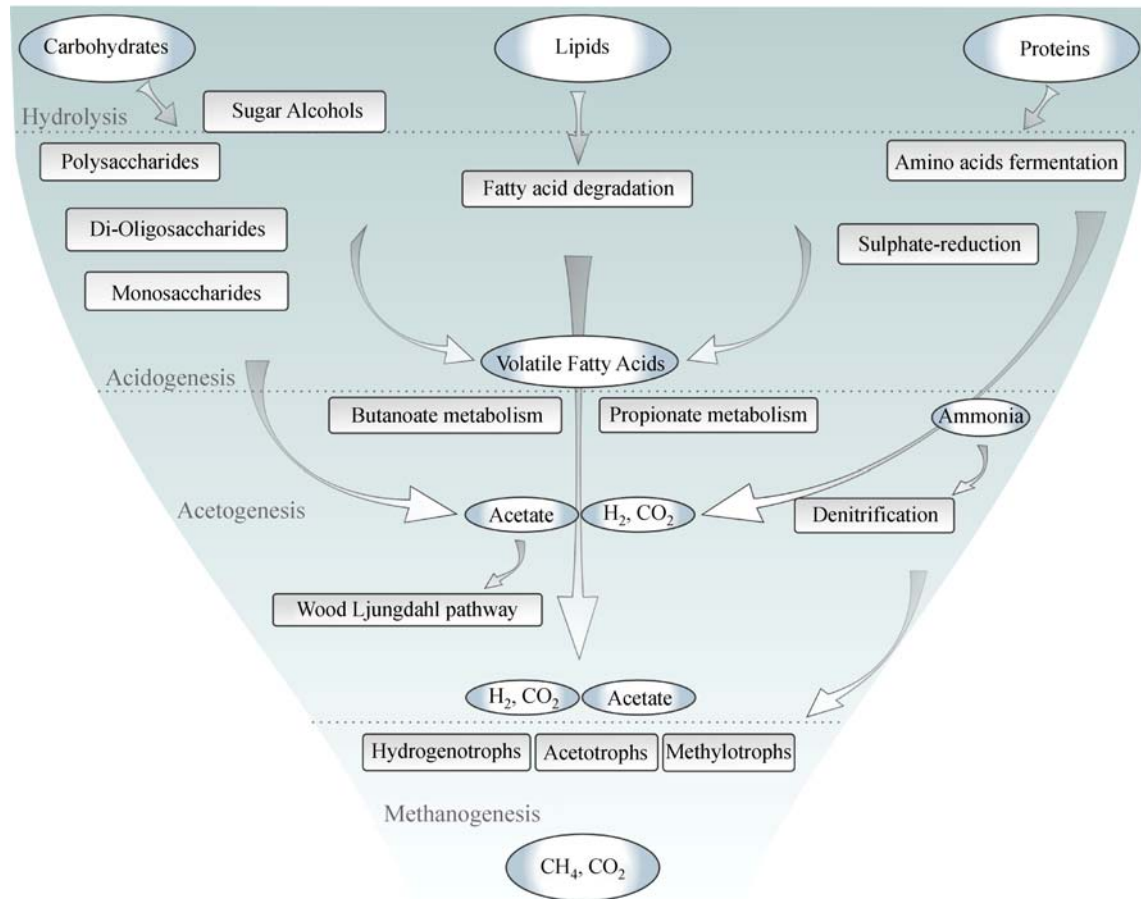 Carbohydrates
Lipids
Proteins
Hydrolysis
Sugar Alcohols
Polysaccharides
Fatty acid degradation
Amino acids fermentation
Di-Oligosaccharides
Sulphate-reduction
Monosaccharides
Volatile Fatty Acids
Acidogenesis
Butanoate metabolism
Propionate metabolism
Ammonia
Acetogenesis
Acetate
H₂, CO₂
Denitrification
Wood Ljungdahl pathway
H₂, CO₂
Acetate
Hydrogenotrophs
Acetotrophs
Methylotrophs
Methanogenesis
CH₄, CO₂